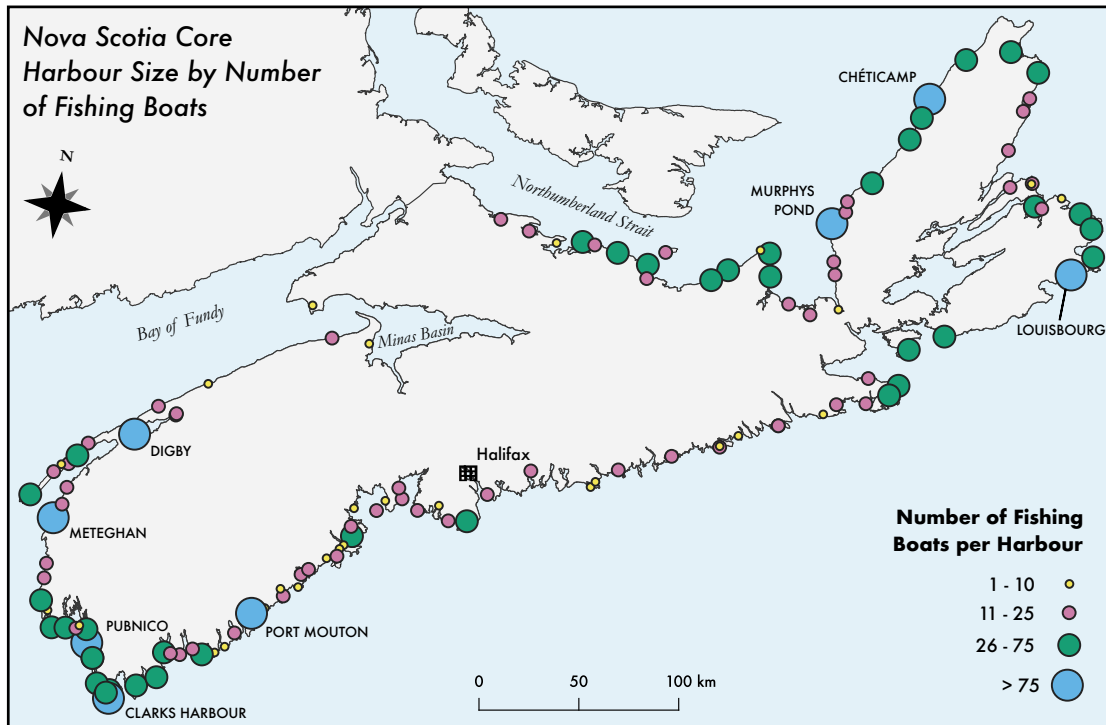 Nova Scotia Core
Harbour Size by Number
of Fishing Boats
N
CHÉTICAMP
Northumberland Strait
MURPHYS
POND
Bay of Fundy
Minas Basin
LOUISBOURG
DIGBY
Halifax
METEGHAN
PUBNICO
PORT MOUTON
CLARKS HARBOUR
Number of Fishing
Boats per Harbour
1 - 10
11 - 25
26 - 75
> 75
0 50 100 km